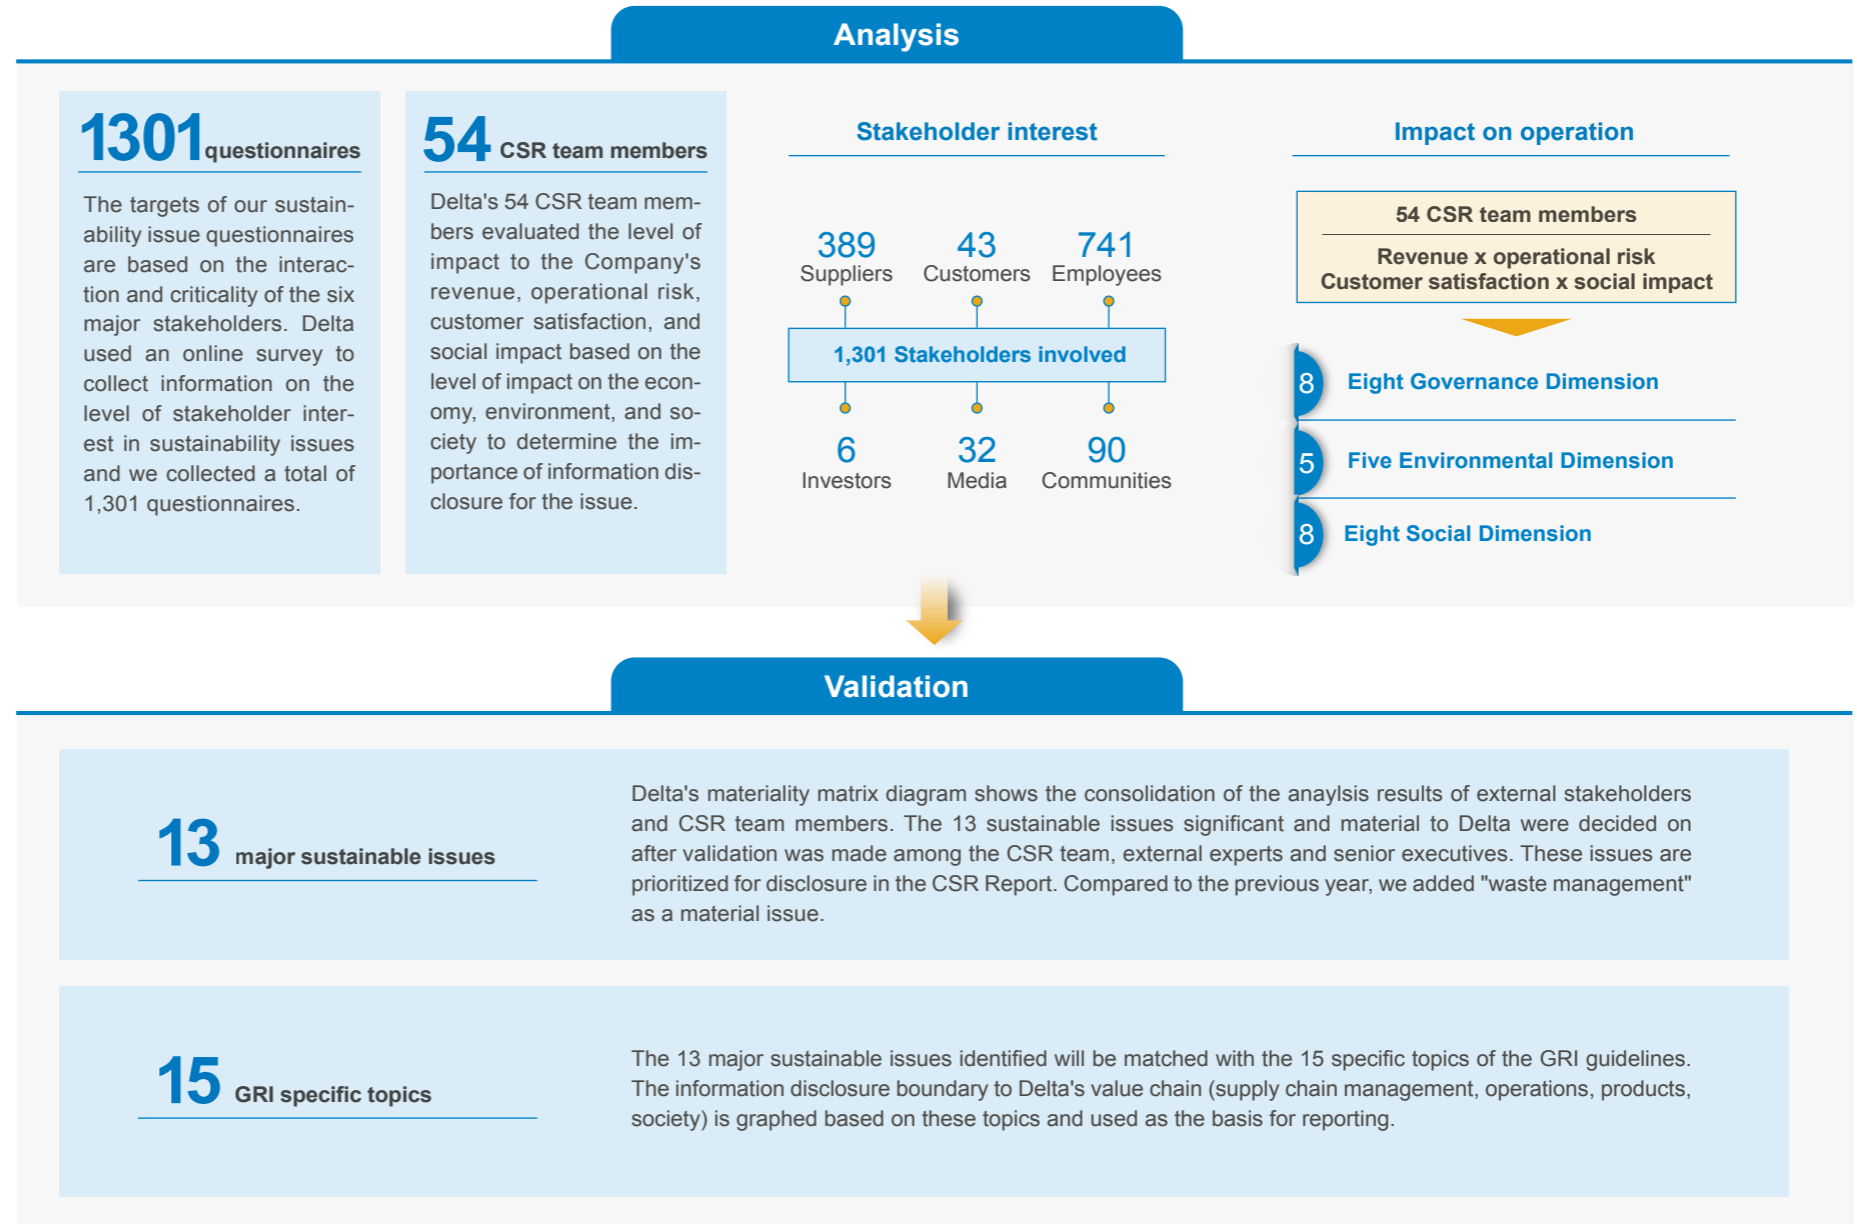 Analysis
1301 questionnaires
The targets of our sustain-
ability issue questionnaires
are based on the interac-
tion and criticality of the six
major stakeholders. Delta
used an online survey to
collect information on the
level of stakeholder inter-
est in sustainability issues
and we collected a total of
1,301 questionnaires.
54 CSR team members
Delta's 54 CSR team mem-
bers evaluated the level of
impact to the Company's
revenue, operational risk,
customer satisfaction, and
social impact based on the
level of impact on the econ-
omy, environment, and so-
ciety to determine the im-
portance of information dis-
closure for the issue.
Stakeholder interest
389 43 741
Suppliers Customers Employees
1,301 Stakeholders involved
6 32 90
Investors Media Communities
Impact on operation
54 CSR team members
Revenue x operational risk
Customer satisfaction x social impact
8 Eight Governance Dimension
5 Five Environmental Dimension
8 Eight Social Dimension
Validation
13 major sustainable issues
Delta's materiality matrix diagram shows the consolidation of the anaylsis results of external stakeholders
and CSR team members. The 13 sustainable issues significant and material to Delta were decided on
after validation was made among the CSR team, external experts and senior executives. These issues are
prioritized for disclosure in the CSR Report. Compared to the previous year, we added "waste management"
as a material issue.
15 GRI specific topics
The 13 major sustainable issues identified will be matched with the 15 specific topics of the GRI guidelines.
The information disclosure boundary to Delta's value chain (supply chain management, operations, products,
society) is graphed based on these topics and used as the basis for reporting.